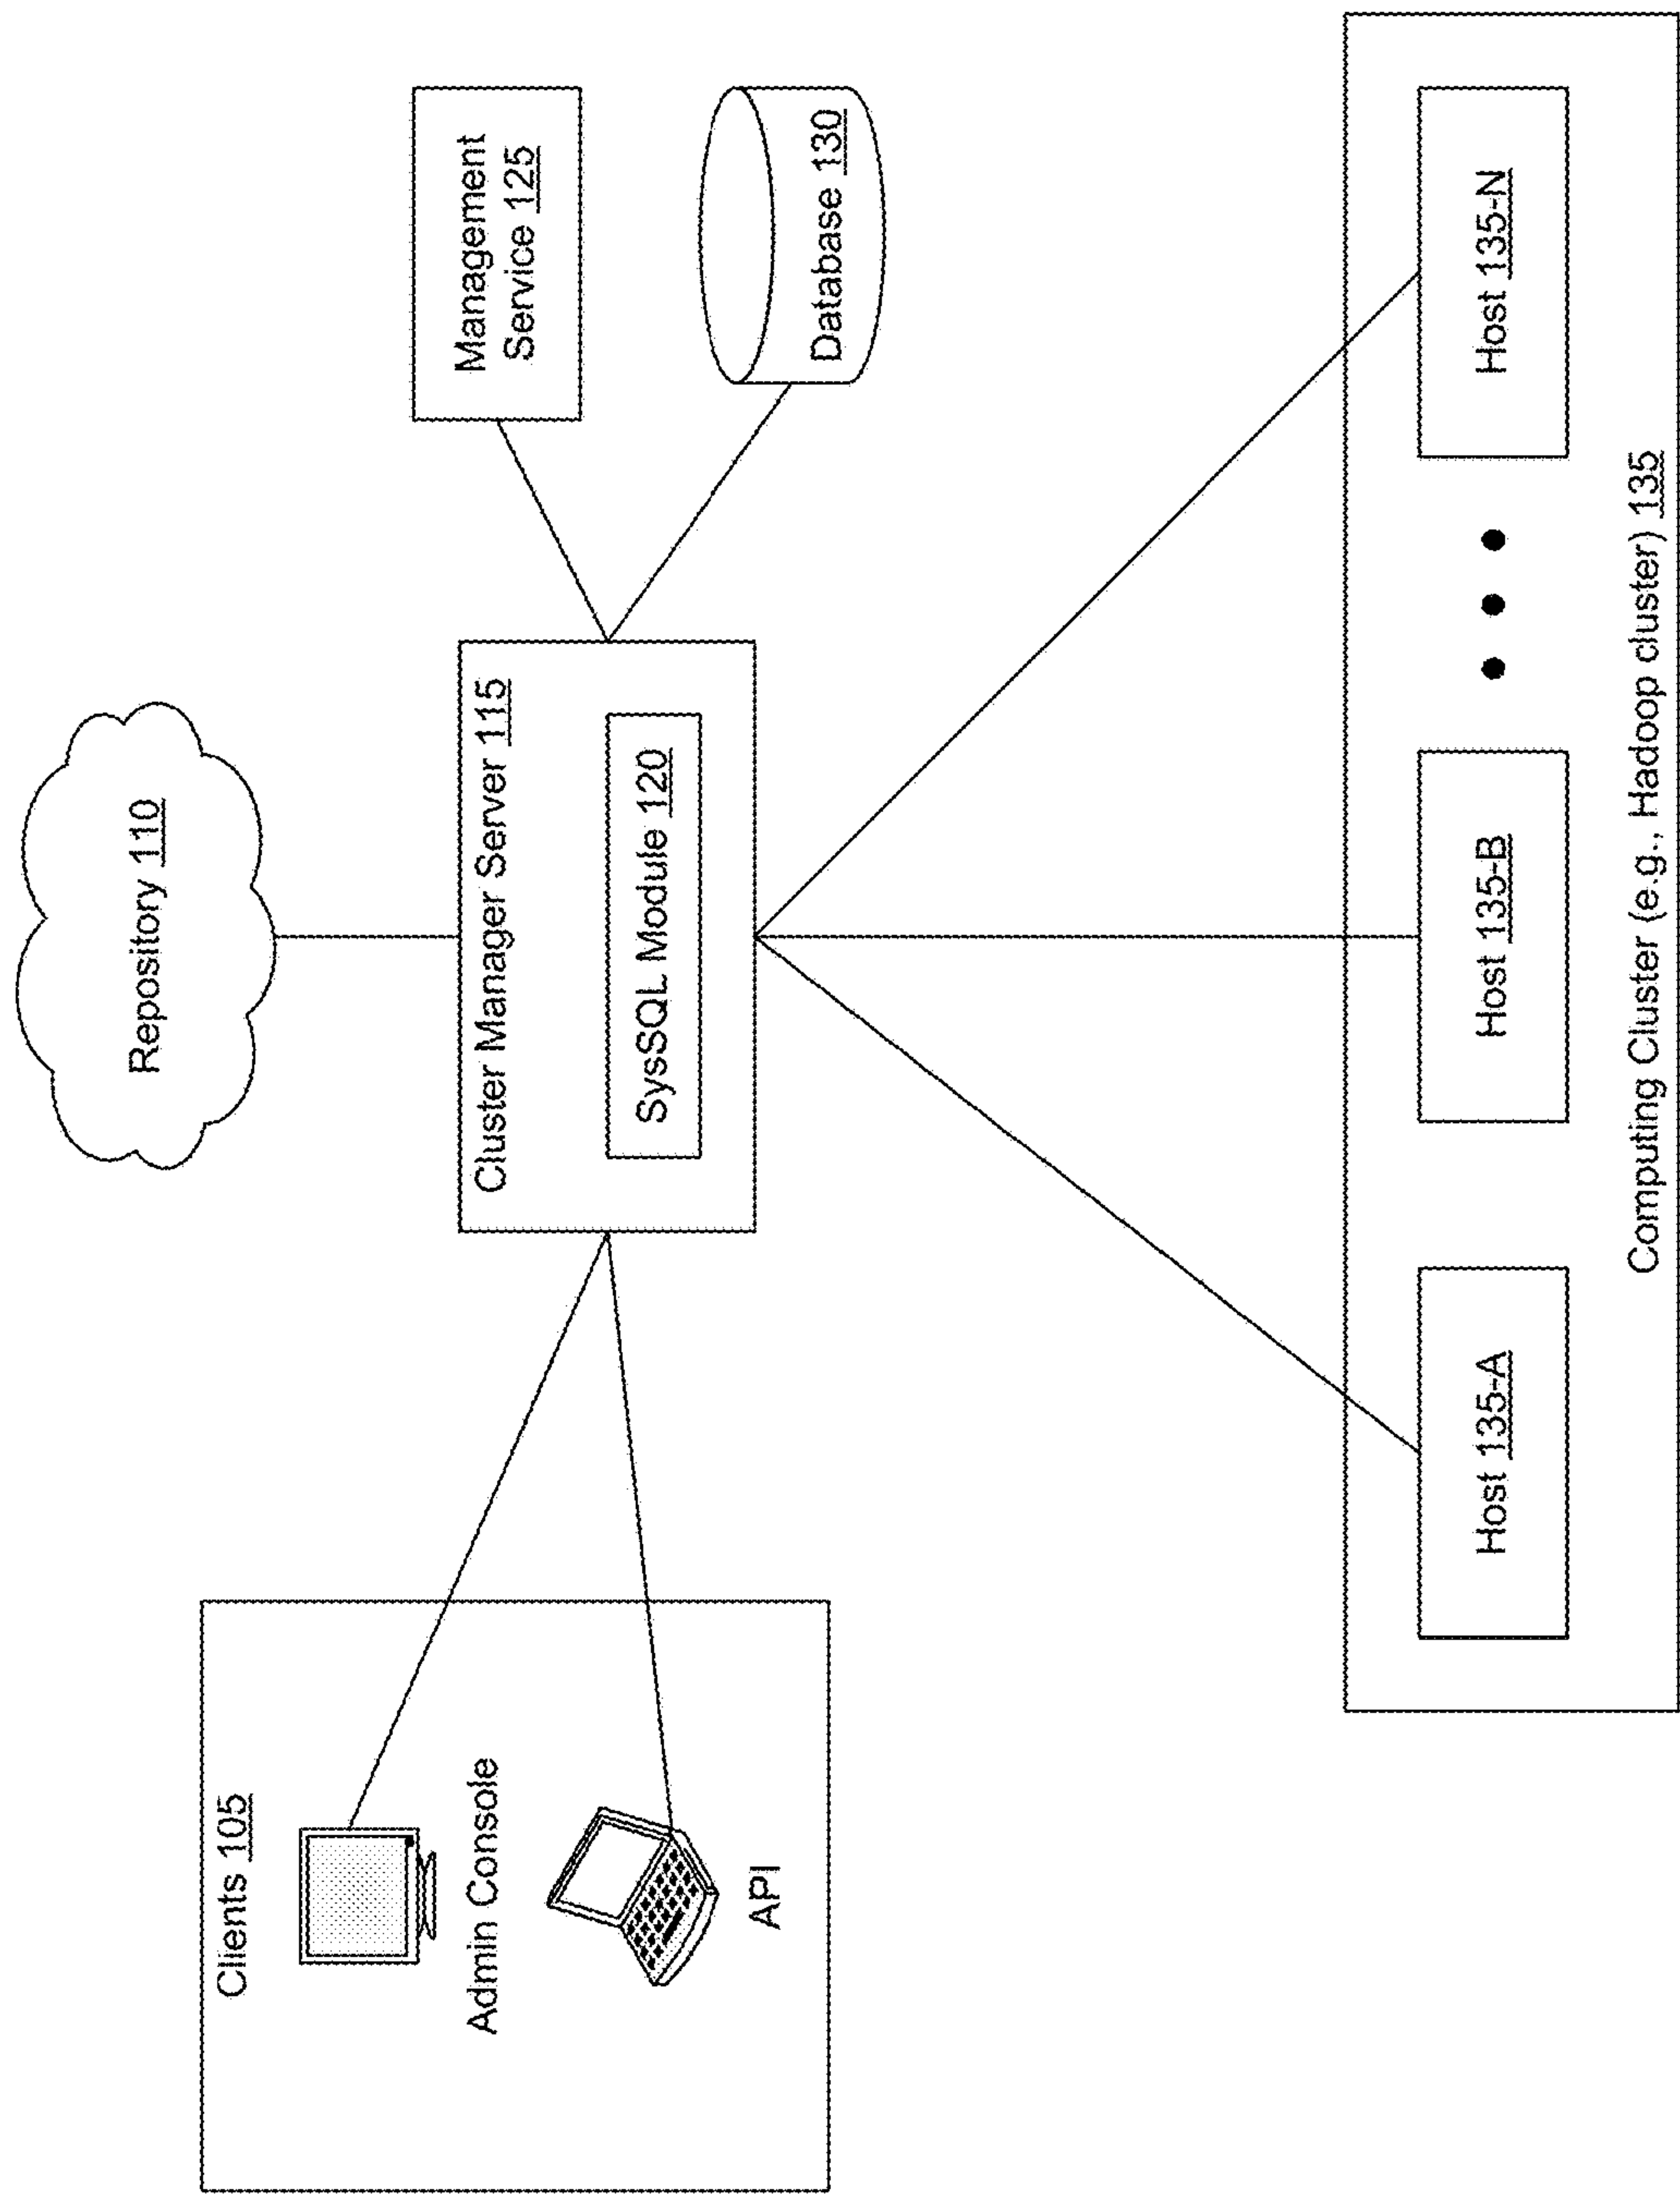 Repository 110
Clients 105
Admin Console
API
Cluster Manager Server 115
SysSQL Module 120
Management
Service 125
Database 130
Host 135-A
Host 135-B
Host 135-N
Computing Cluster (e.g., Hadoop cluster) 135